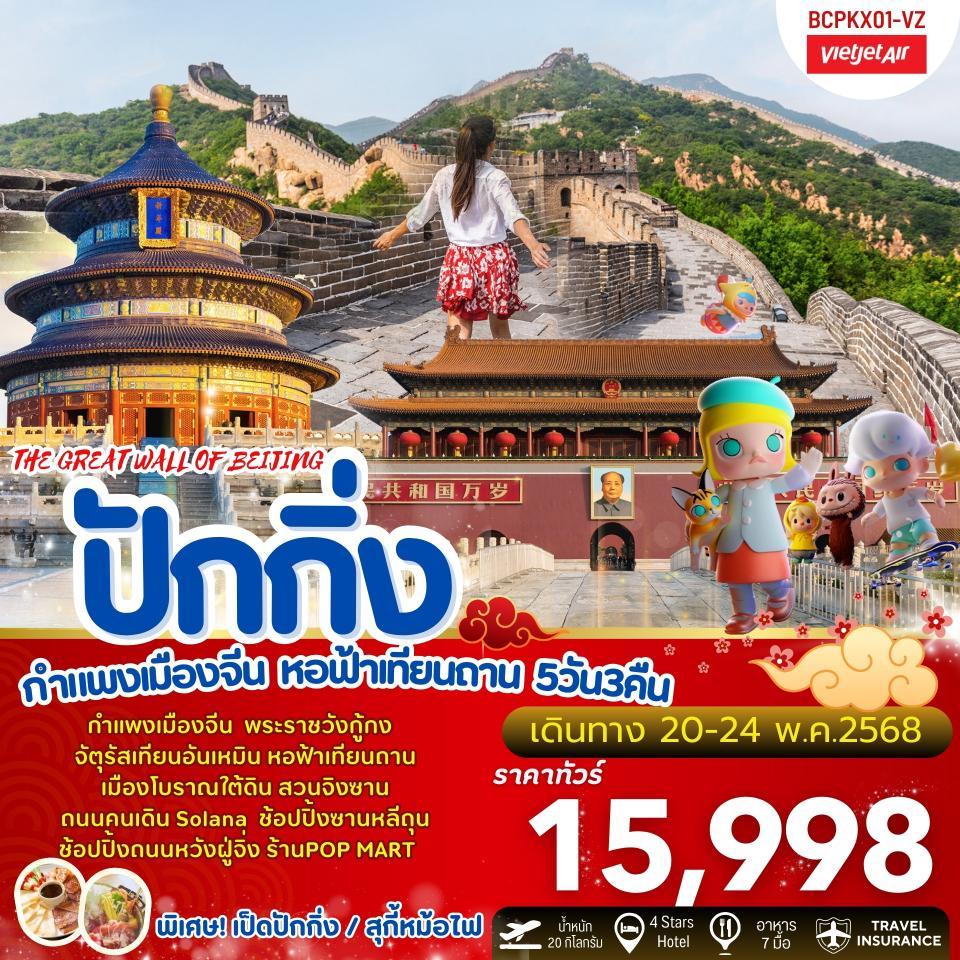 BCPKX01-VZ
vietjetAir
新年殿
THE GREAT WALL OF BEIJING
民共和国万岁
ปักกิ่ง
กำแพงเมืองจีน หอฟ้าเทียนถาน 5วัน3คืน
กำแพงเมืองจีน พระราชวังกู้กง
จัตุรัสเทียนอันเหมิน หอฟ้าเทียนถาน
เมืองโบราณใต้ดิน สวนจิงซาน
ถนนคนเดิน Solana ช้อปปิ้งซานหลีถุน
ช้อปปิ้งถนนหวังฝู่จิ่ง ร้านPOP MART
พิเศษ! เป็ดปักกิ่ง / สุกี้หม้อไฟ
เดินทาง 20-24 พ.ค.2568
ราคาทัวร์
15,998
น้ำหนัก
20 กิโลกรัม
4 Stars
Hotel
อาหาร
7 มื้อ
TRAVEL
INSURANCE